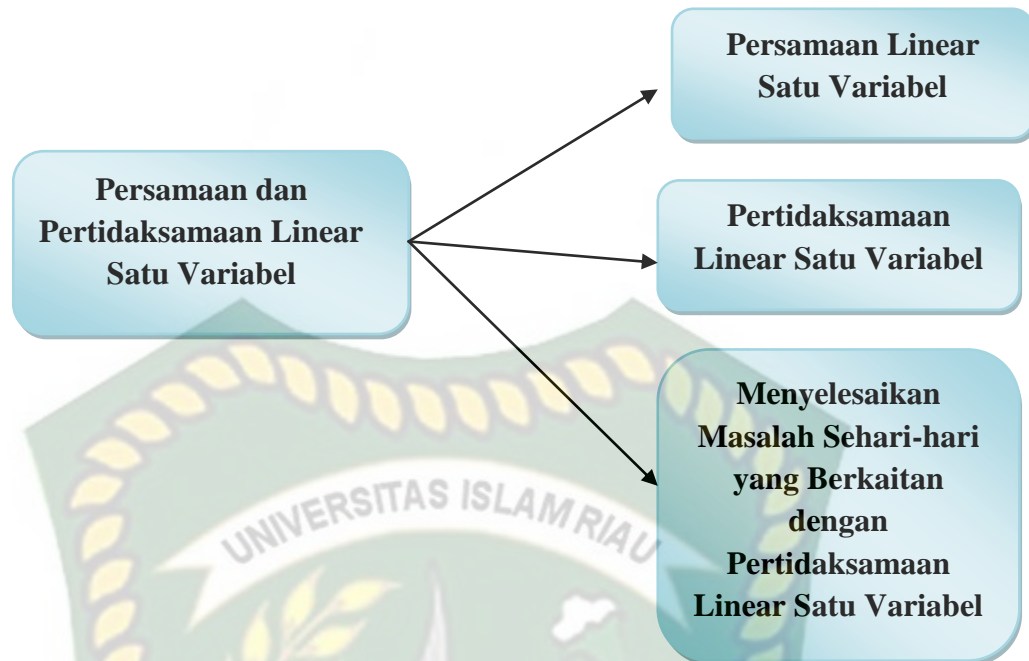 Persamaan Linear
Satu Variabel
Persamaan dan
Pertidaksamaan Linear
Satu Variabel
Pertidaksamaan
Linear Satu Variabel
Menyelesaikan
Masalah Sehari-hari
yang Berkaitan
dengan
Pertidaksamaan
Linear Satu Variabel
UNIVERSITAS ISLAM RIAU